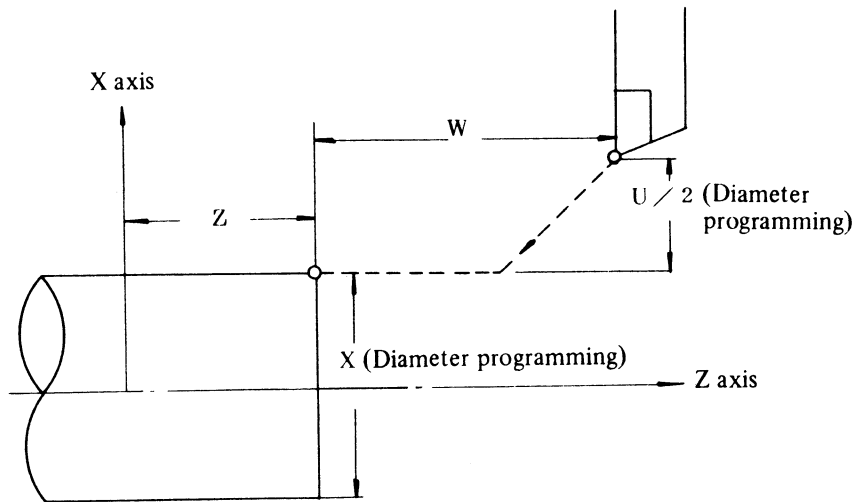 X axis
W
U / 2 (Diameter
programming)
Z
X (Diameter programming)
Z axis